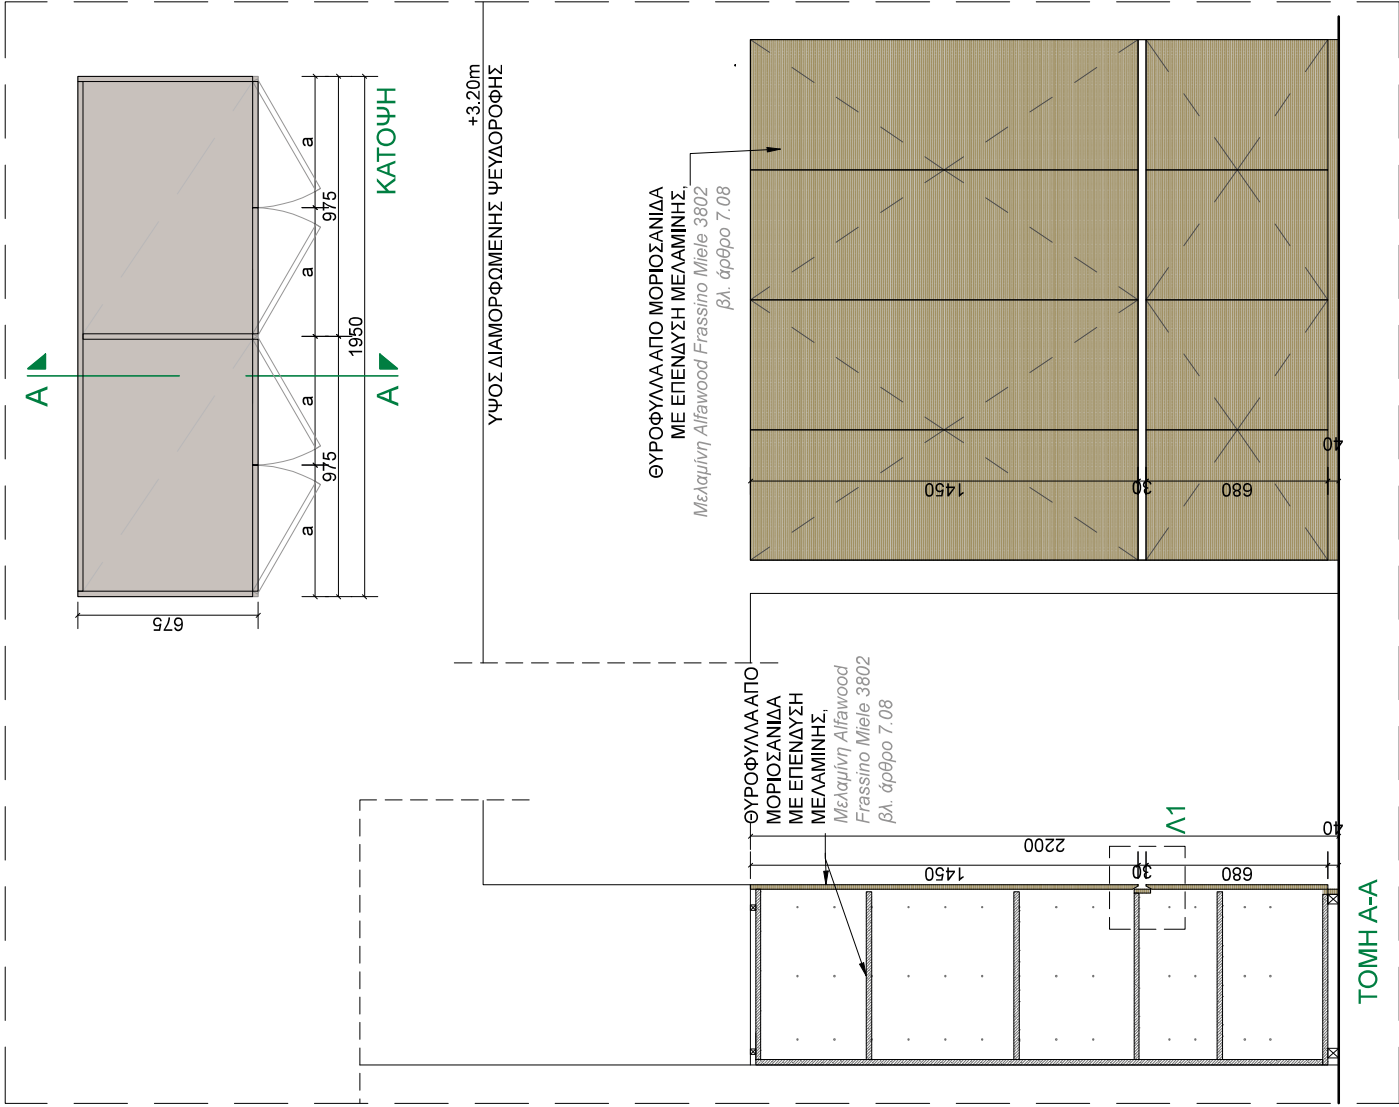 ΚΑΤΟΨΗ
A
A
675
a
a
a
a
975
975
1950
+3.20m
ΥΨΟΣ ΔΙΑΜΟΡΦΩΜΕΝΗΣ ΨΕΥΔΟΡΟΦΗΣ
ΘΥΡΟΦΥΛΛΑ ΑΠΟ ΜΟΡΙΟΣΑΝΙΔΑ
ΜΕ ΕΠΕΝΔΥΣΗ ΜΕΛΑΜΙΝΗΣ,
Μελαμίνη Alfawood Frassino Miele 3802
βλ. άρθρο 7.08
1450
30
680
40
ΘΥΡΟΦΥΛΛΑ ΑΠΟ
ΜΟΡΙΟΣΑΝΙΔΑ
ΜΕ ΕΠΕΝΔΥΣΗ
ΜΕΛΑΜΙΝΗΣ,
Μελαμίνη Alfawood
Frassino Miele 3802
βλ. άρθρο 7.08
2200
1450
30
680
40
Λ1
ΤΟΜΗ Α-Α